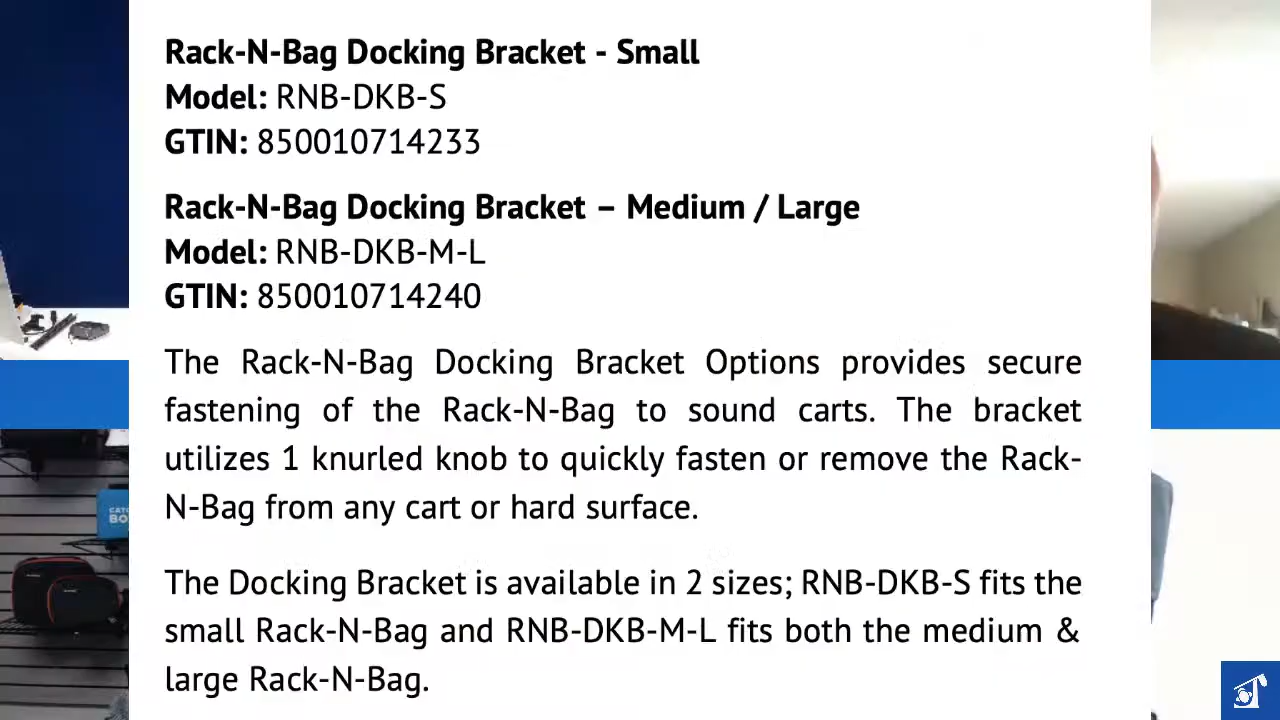 Rack-N-Bag Docking Bracket - Small
Model: RNB-DKB-S
GTIN: 850010714233
Rack-N-Bag Docking Bracket – Medium / Large
Model: RNB-DKB-M-L
GTIN: 850010714240
The Rack-N-Bag Docking Bracket Options provides secure
fastening of the Rack-N-Bag to sound carts. The bracket
utilizes 1 knurled knob to quickly fasten or remove the Rack-
N-Bag from any cart or hard surface.
The Docking Bracket is available in 2 sizes; RNB-DKB-S fits the
small Rack-N-Bag and RNB-DKB-M-L fits both the medium &
large Rack-N-Bag.